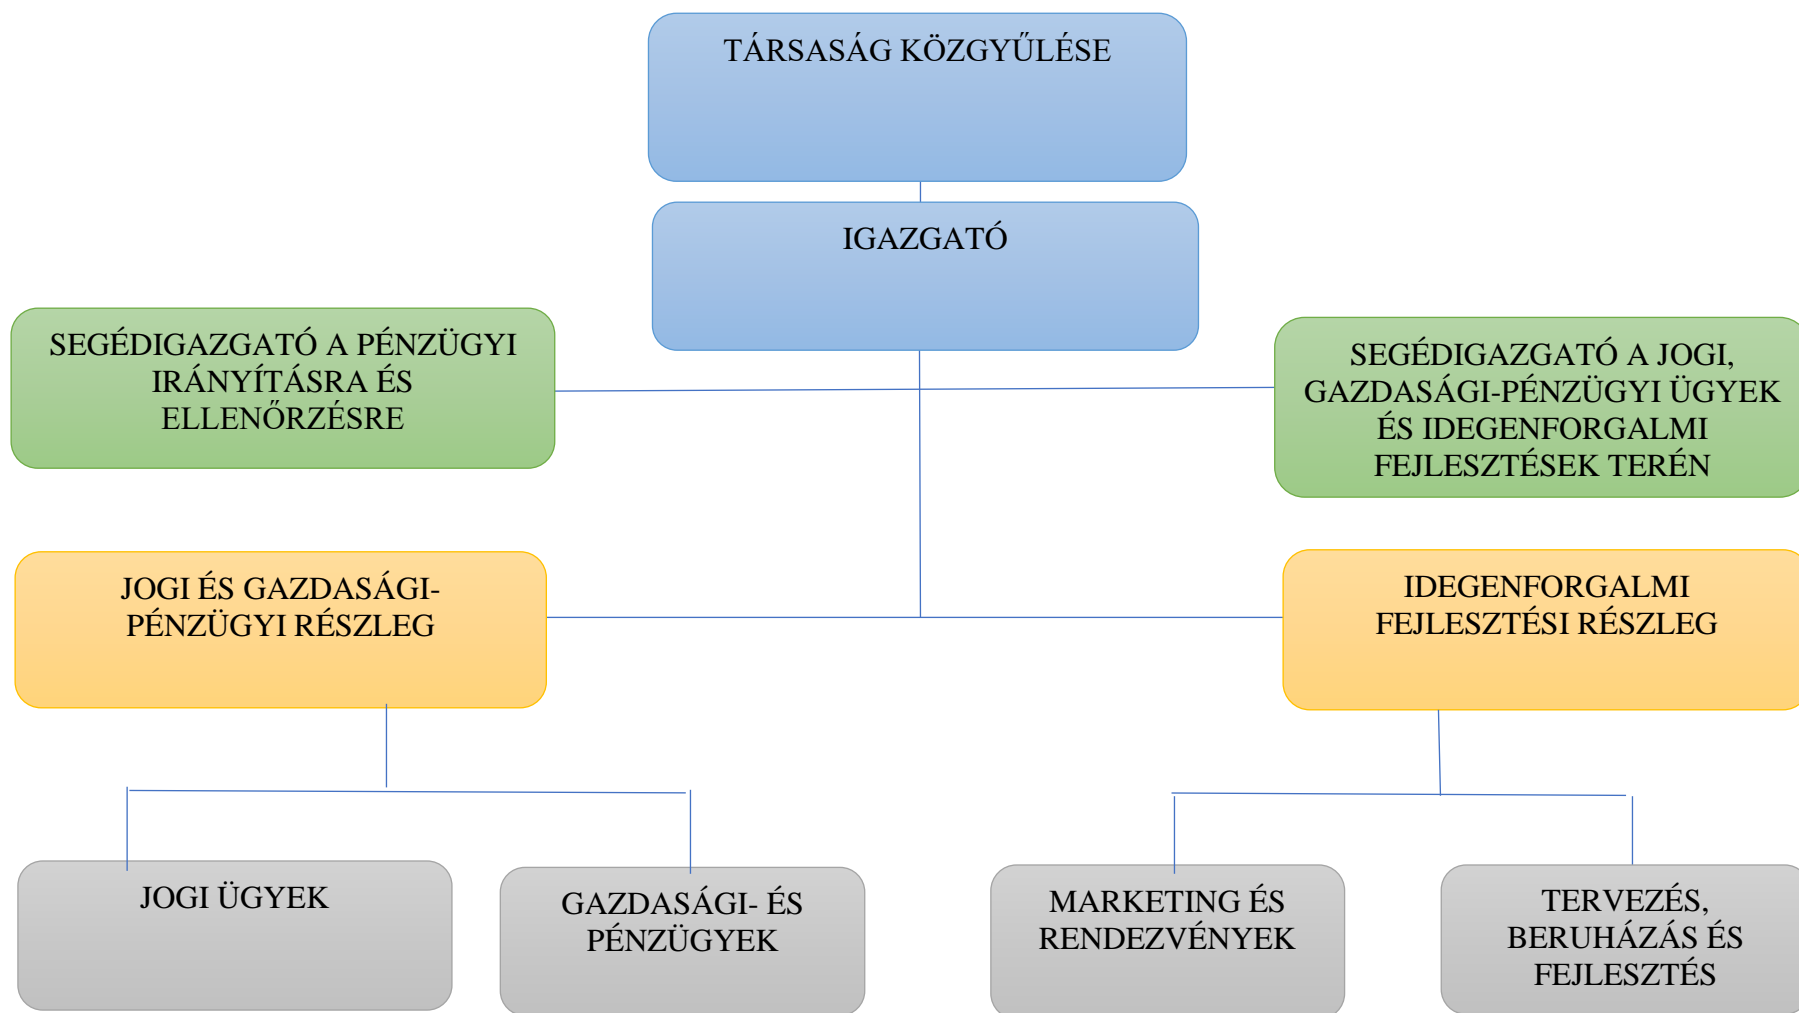 TÁRSASÁG KÖZGYŰLÉSE
IGAZGATÓ
SEGÉDIGAZGATÓ A PÉNZÜGYI
IRÁNYÍTÁSRA ÉS
ELLENŐRZÉSRE
SEGÉDIGAZGATÓ A JOGI,
GAZDASÁGI-PÉNZÜGYI ÜGYEK
ÉS IDEGENFORGALMI
FEJLESZTÉSEK TERÉN
JOGI ÉS GAZDASÁGI-
PÉNZÜGYI RÉSZLEG
IDEGENFORGALMI
FEJLESZTÉSI RÉSZLEG
JOGI ÜGYEK
GAZDASÁGI- ÉS
PÉNZÜGYEK
MARKETING ÉS
RENDEZVÉNYEK
TERVEZÉS,
BERUHÁZÁS ÉS
FEJLESZTÉS